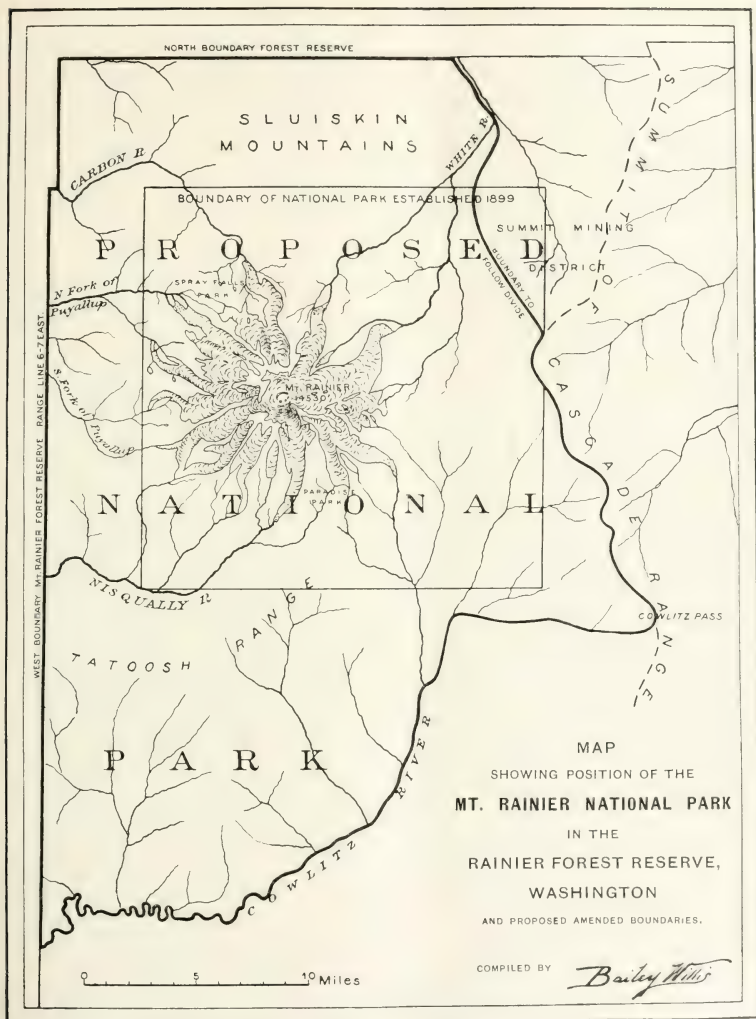 NORTH BOUNDARY FOREST RESERVE
SLUISKIN
MOUNTAINS
SUMMIT OF
CASCADE RANGE
CARBON R
WHITE R.
BOUNDARY OF NATIONAL PARK ESTABLISHED 1899
SUMMIT MINING
DISTRICT
BOUNDARY TO
FOLLOW DIVIDE
PROPOSED
SPRAY FALLS
PARK
N Fork of
Puyallup
S Fork of Puyallup
MT. RAINIER
14530
PARADISE
PARK
NATIONAL
WEST BOUNDARY MT. RAINIER FOREST RESERVE RANGE LINE 6-7 EAST.
NISQUALLY R
COWLITZ PASS
TATOOSH RANGE
PARK
COWLITZ RIVER
MAP
SHOWING POSITION OF THE
MT. RAINIER NATIONAL PARK
IN THE
RAINIER FOREST RESERVE,
WASHINGTON
AND PROPOSED AMENDED BOUNDARIES.
COMPILED BY Bailey Willis
0 5 10 Miles